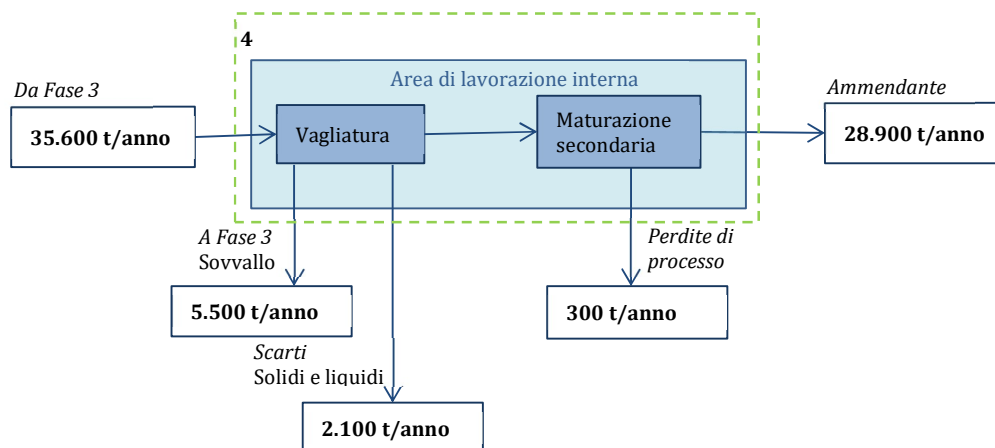 4
Area di lavorazione interna
Da Fase 3
35.600 t/anno
Vagliatura
Maturazione
secondaria
Ammendante
28.900 t/anno
A Fase 3
Sovvallo
5.500 t/anno
Perdite di
processo
300 t/anno
Scarti
Solidi e liquidi
2.100 t/anno